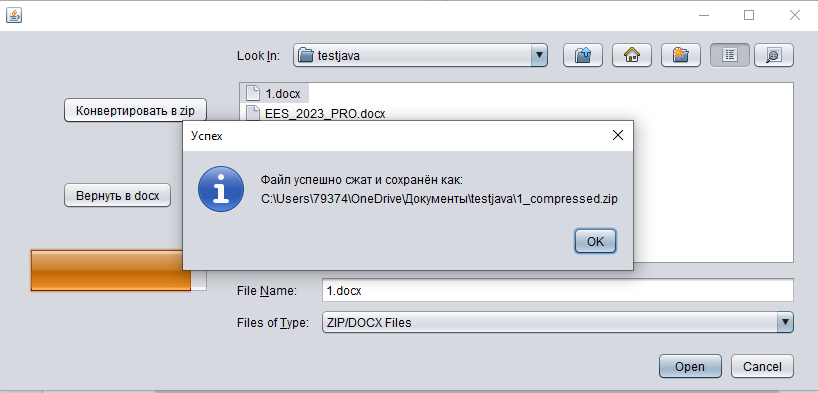 Look In:
testjava
Конвертировать в zip
1.docx
EES_2023_PRO.docx
Успех
Файл успешно сжат и сохранён как:
C:\Users\79374\OneDrive\Документы\testjava\1_compressed.zip
Вернуть в docx
OK
File Name:
1.docx
Files of Type:
ZIP/DOCX Files
Open
Cancel